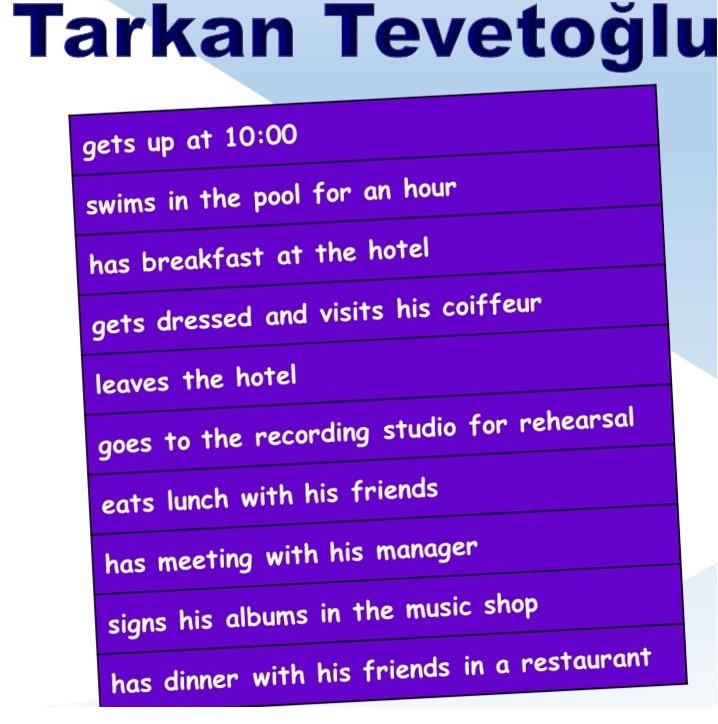 Tarkan Tevetoğlu
gets up at 10:00
swims in the pool for an hour
has breakfast at the hotel
gets dressed and visits his coiffeur
leaves the hotel
goes to the recording studio for rehearsal
eats lunch with his friends
has meeting with his manager
signs his albums in the music shop
has dinner with his friends in a restaurant